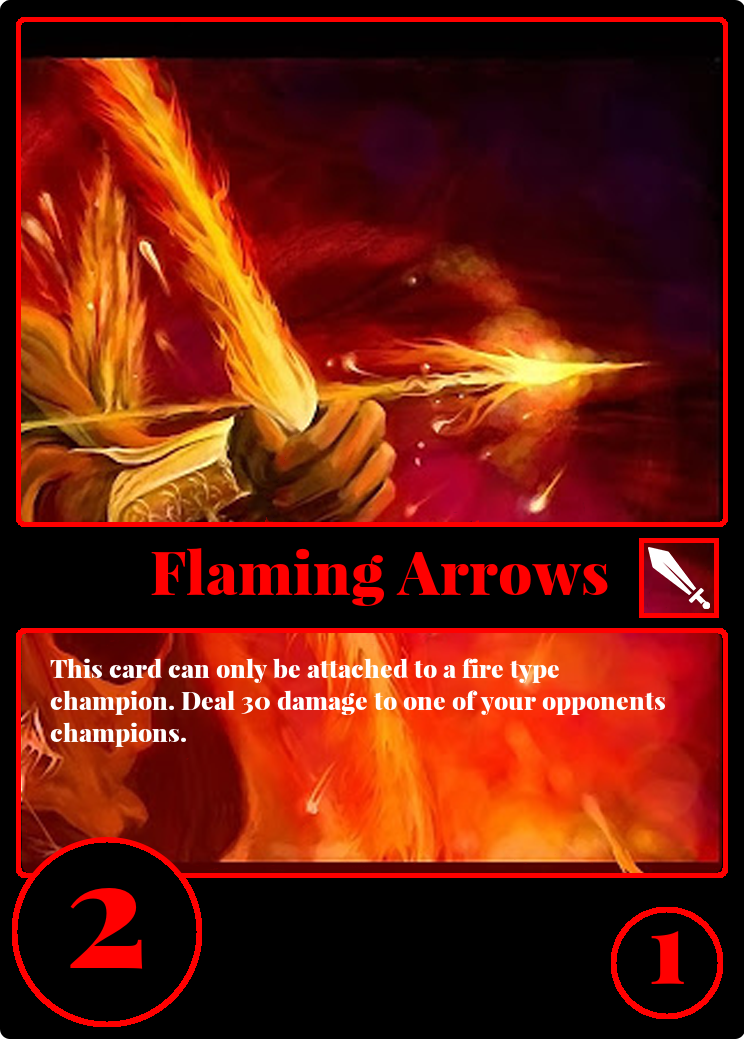 Flaming Arrows
This card can only be attached to a fire type
champion. Deal 30 damage to one of your opponents
champions.
2
1